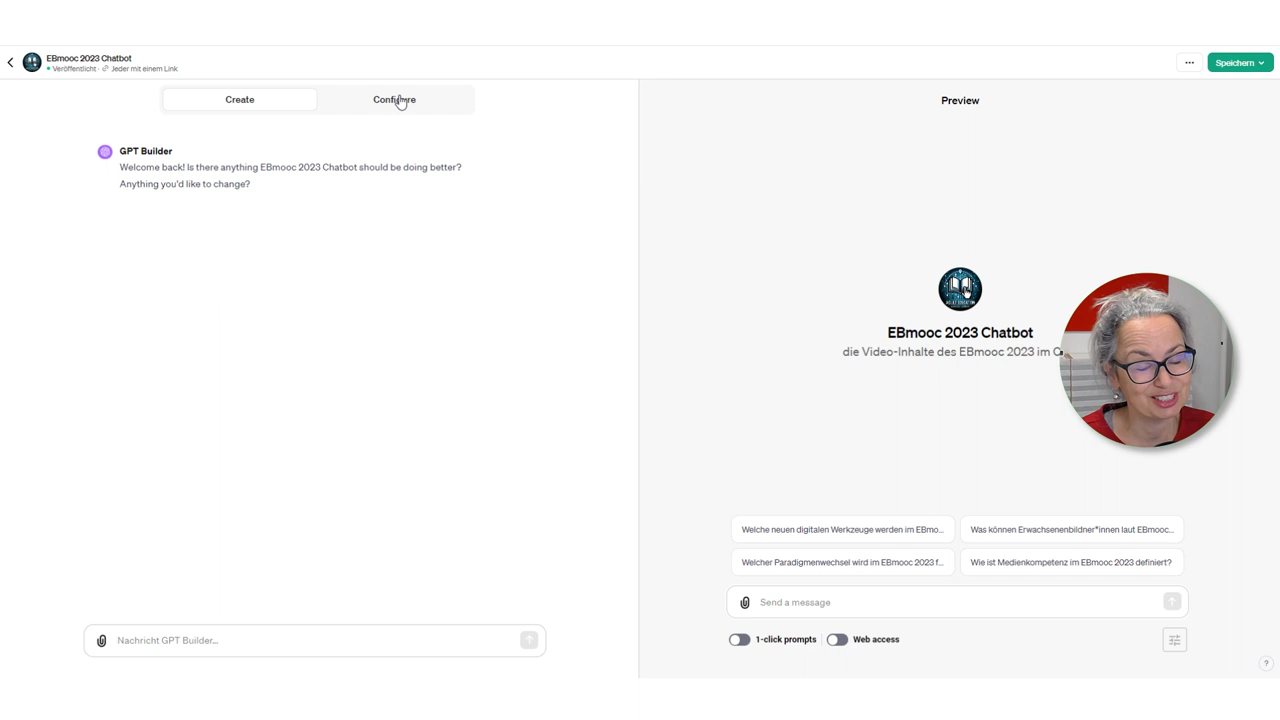 EBmooc 2023 Chatbot
Veröffentlicht · Jeder mit einem Link
Speichern
Create
Configure
Preview
GPT Builder
Welcome back! Is there anything EBmooc 2023 Chatbot should be doing better?
Anything you'd like to change?
EBmooc 2023 Chatbot
die Video-Inhalte des EBmooc 2023 im
Welche neuen digitalen Werkzeuge werden im EBmo...
Was können Erwachsenenbildner*innen laut EBmooc...
Welcher Paradigmenwechsel wird im EBmooc 2023 f...
Wie ist Medienkompetenz im EBmooc 2023 definiert?
Send a message
Nachricht GPT Builder...
1-click prompts
Web access
?